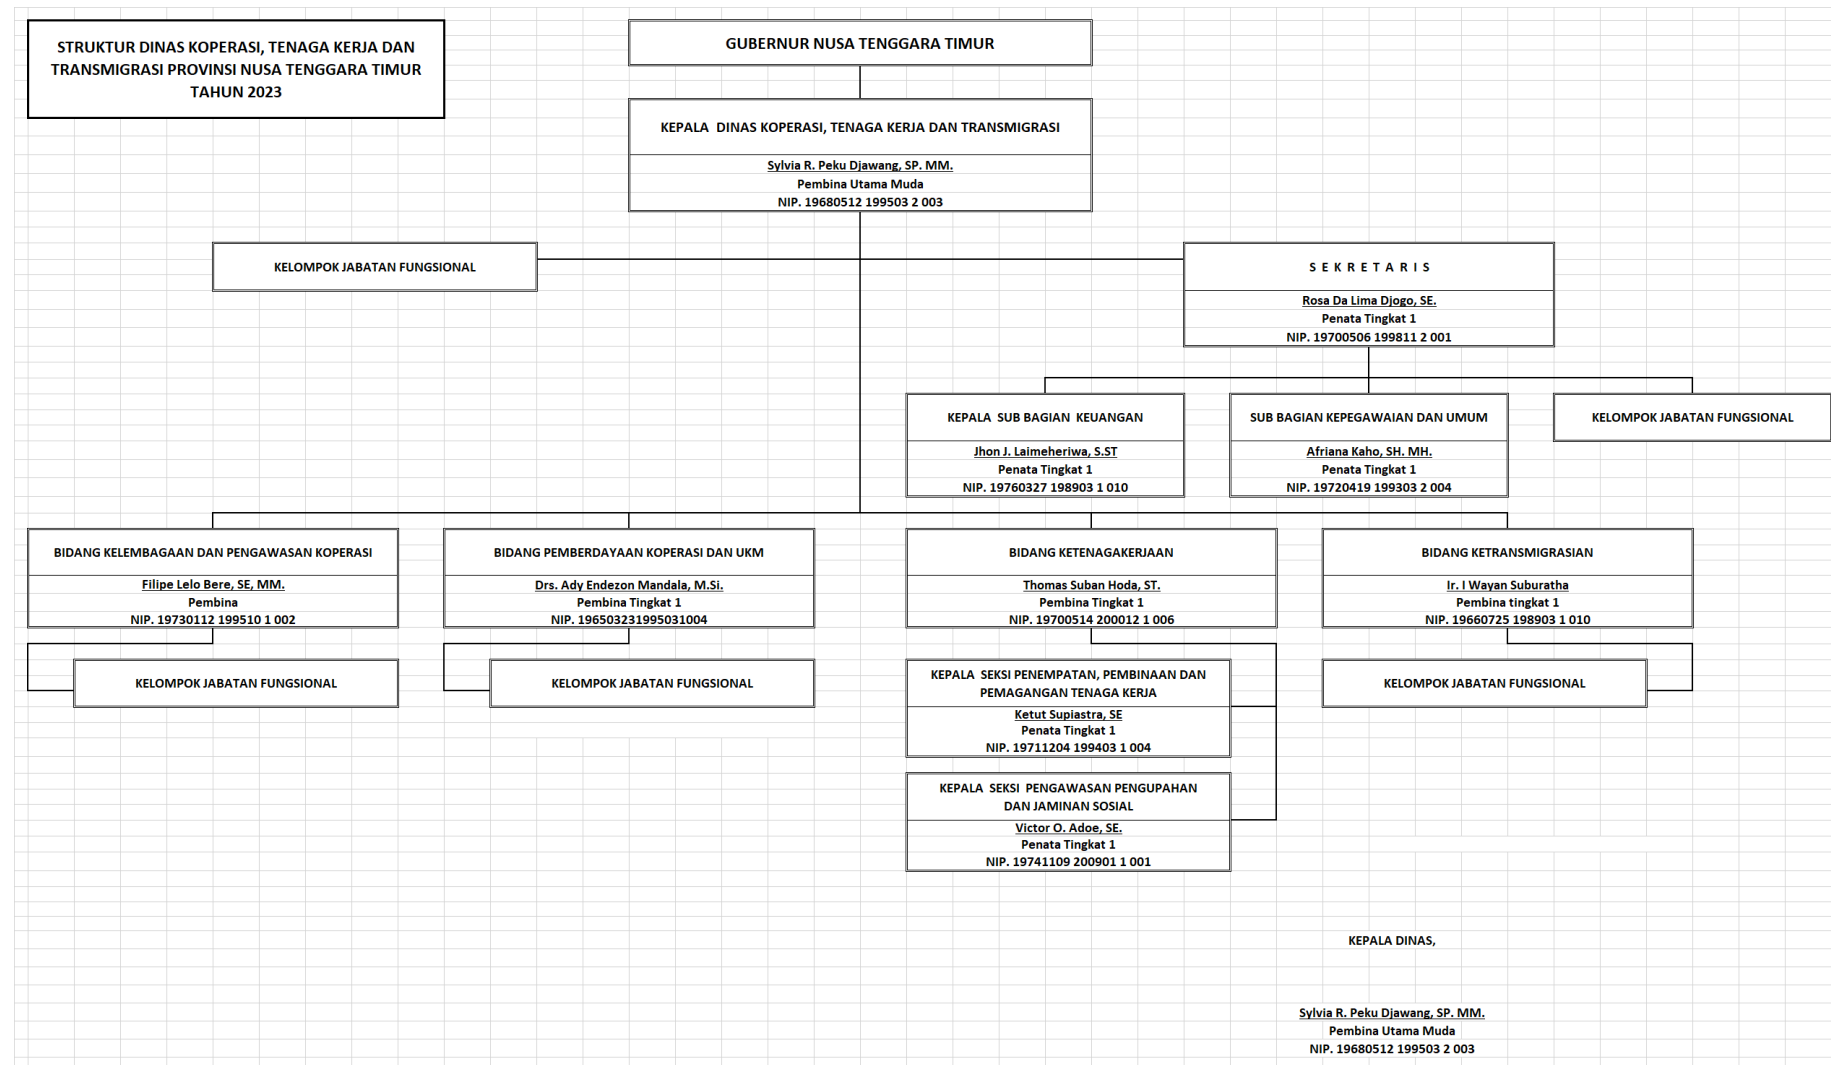 STRUKTUR DINAS KOPERASI, TENAGA KERJA DAN
TRANSMIGRASI PROVINSI NUSA TENGGARA TIMUR
TAHUN 2023
GUBERNUR NUSA TENGGARA TIMUR
KEPALA DINAS KOPERASI, TENAGA KERJA DAN TRANSMIGRASI
Sylvia R. Peku Djawang, SP. MM.
Pembina Utama Muda
NIP. 19680512 199503 2 003
KELOMPOK JABATAN FUNGSIONAL
S E K R E T A R I S
Rosa Da Lima Djogo, SE.
Penata Tingkat 1
NIP. 19700506 199811 2 001
KEPALA SUB BAGIAN KEUANGAN
Jhon J. Laimeheriwa, S.ST
Penata Tingkat 1
NIP. 19760327 198903 1 010
SUB BAGIAN KEPEGAWAIAN DAN UMUM
Afriana Kaho, SH. MH.
Penata Tingkat 1
NIP. 19720419 199303 2 004
KELOMPOK JABATAN FUNGSIONAL
BIDANG KELEMBAGAAN DAN PENGAWASAN KOPERASI
Filipe Lelo Bere, SE, MM.
Pembina
NIP. 19730112 199510 1 002
KELOMPOK JABATAN FUNGSIONAL
BIDANG PEMBERDAYAAN KOPERASI DAN UKM
Drs. Ady Endezon Mandala, M.Si.
Pembina Tingkat 1
NIP. 196503231995031004
KELOMPOK JABATAN FUNGSIONAL
BIDANG KETENAGAKERJAAN
Thomas Suban Hoda, ST.
Pembina Tingkat 1
NIP. 19700514 200012 1 006
KEPALA SEKSI PENEMPATAN, PEMBINAAN DAN
PEMAGANGAN TENAGA KERJA
Ketut Supiastra, SE
Penata Tingkat 1
NIP. 19711204 199403 1 004
KEPALA SEKSI PENGAWASAN PENGUPAHAN
DAN JAMINAN SOSIAL
Victor O. Adoe, SE.
Penata Tingkat 1
NIP. 19741109 200901 1 001
BIDANG KETRANSMIGRASIAN
Ir. I Wayan Suburatha
Pembina tingkat 1
NIP. 19660725 198903 1 010
KELOMPOK JABATAN FUNGSIONAL
KEPALA DINAS,
Sylvia R. Peku Djawang, SP. MM.
Pembina Utama Muda
NIP. 19680512 199503 2 003